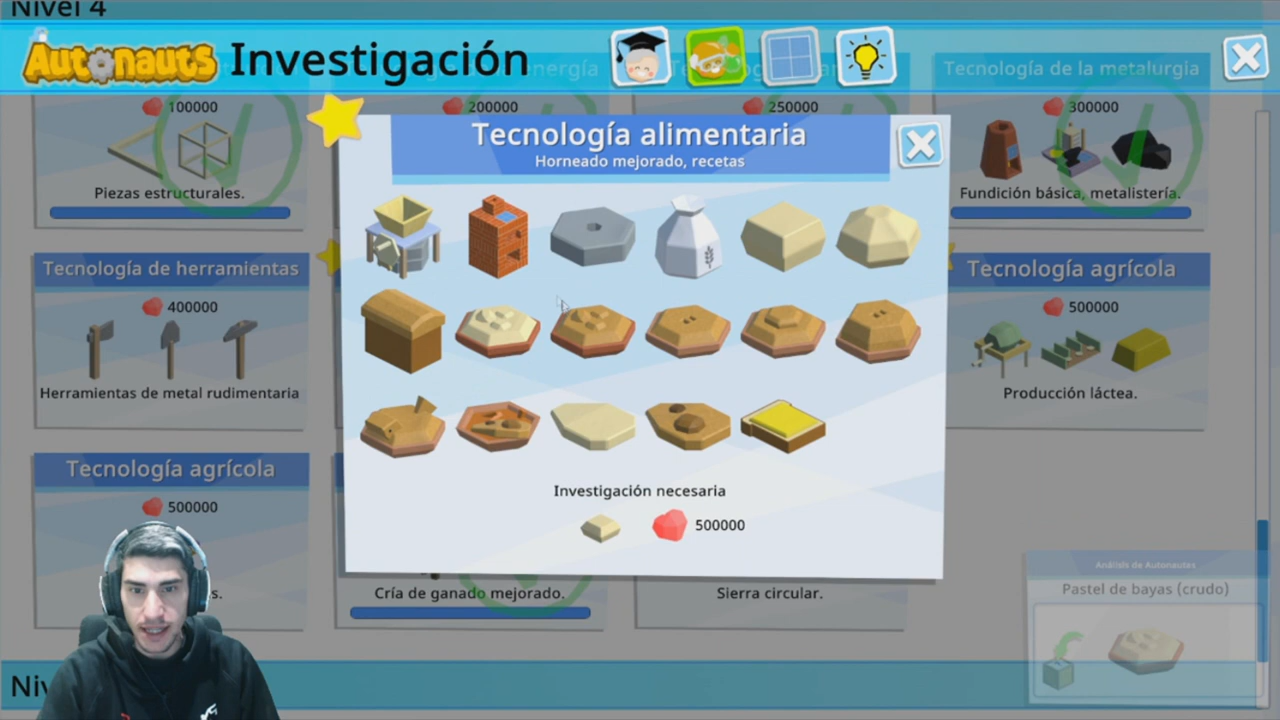 Nivel 4
Autonauts Investigación
Tecnología de la metalurgia
100000
200000
250000
300000
Piezas estructurales.
Fundición básica, metalistería.
Tecnología alimentaria
Horneado mejorado, recetas
Tecnología de herramientas
400000
Herramientas de metal rudimentaria
Tecnología agrícola
500000
Producción láctea.
Investigación necesaria
500000
Tecnología agrícola
500000
Cría de ganado mejorado.
Sierra circular.
Análisis de Autonautes
Pastel de bayas (crudo)